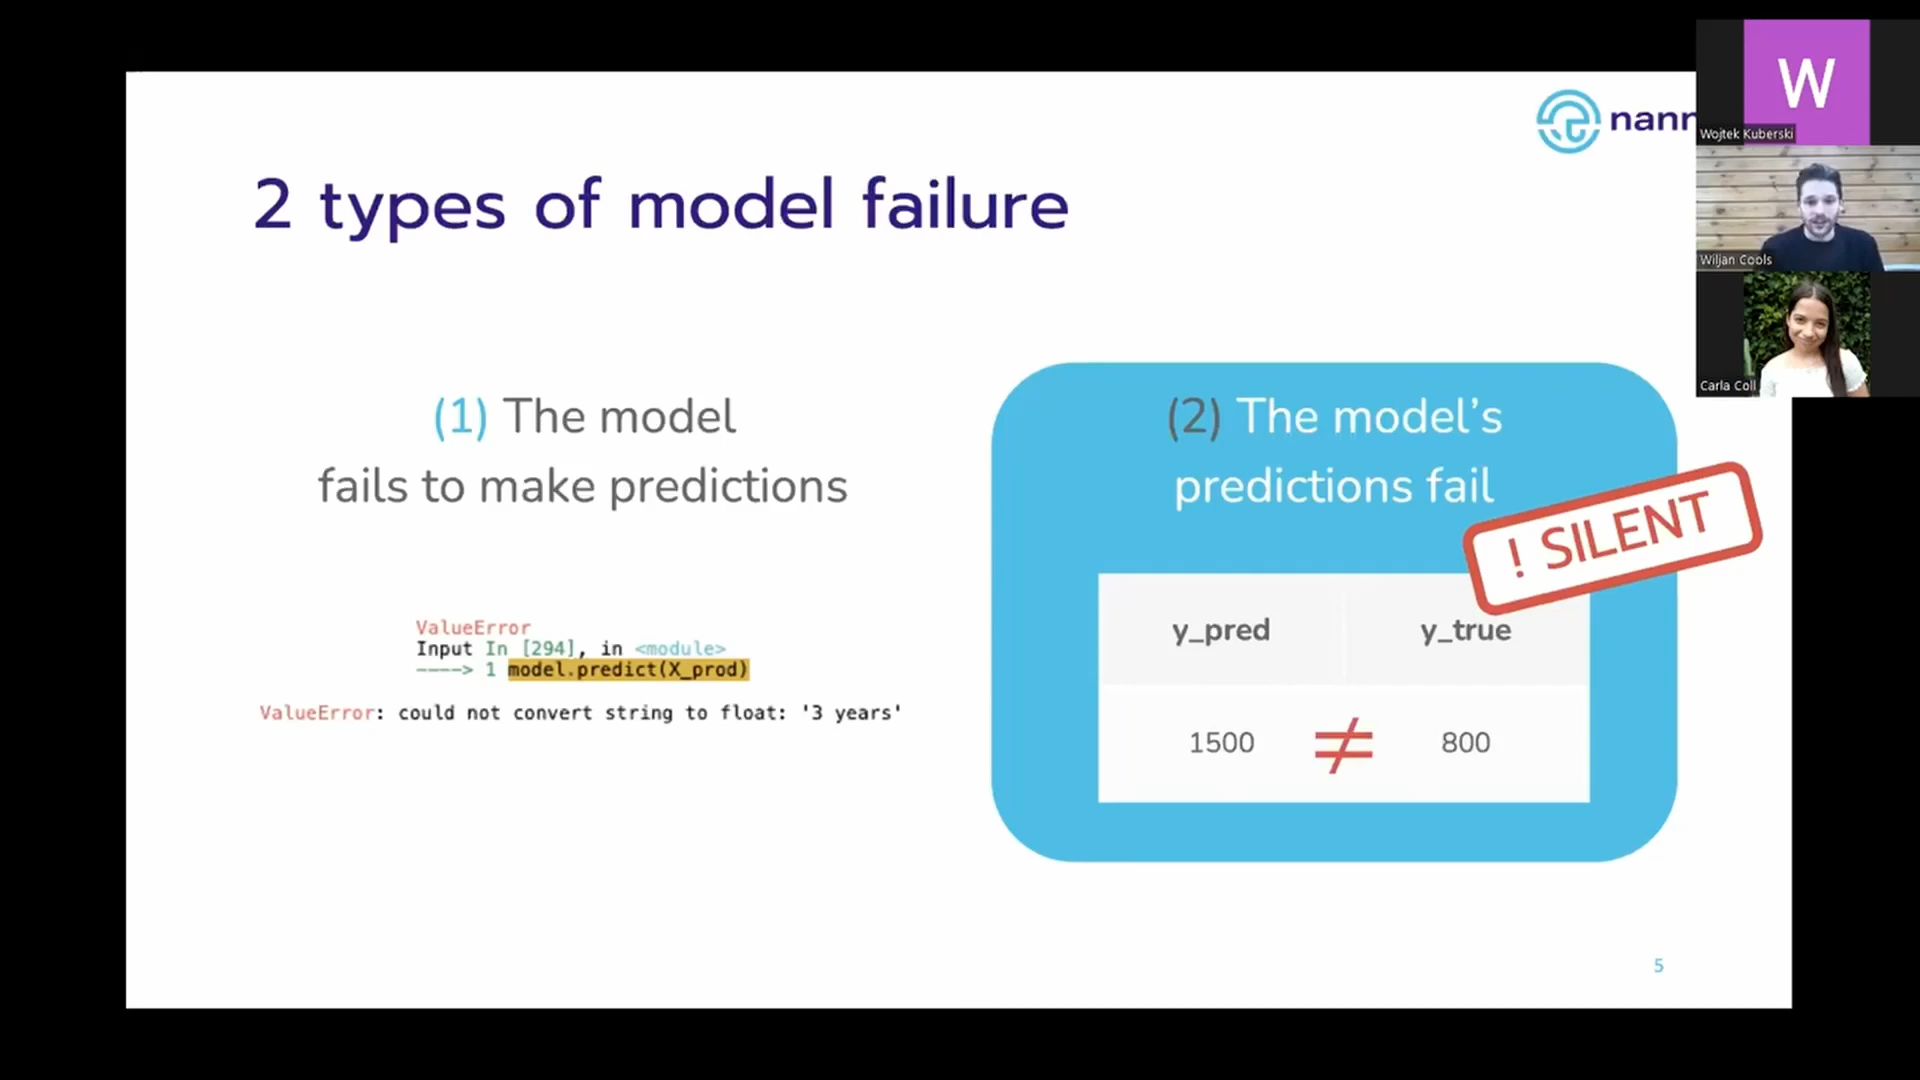 nann
W
Wojtek Kuberski
2 types of model failure
Wiljan Cools
Carla Coll
(1) The model
fails to make predictions
(2) The model's
predictions fail
! SILENT
ValueError
Input In [294], in <module>
----> 1 model.predict(X_prod)
ValueError: could not convert string to float: '3 years'
y_pred y_true
1500 ≠ 800
5